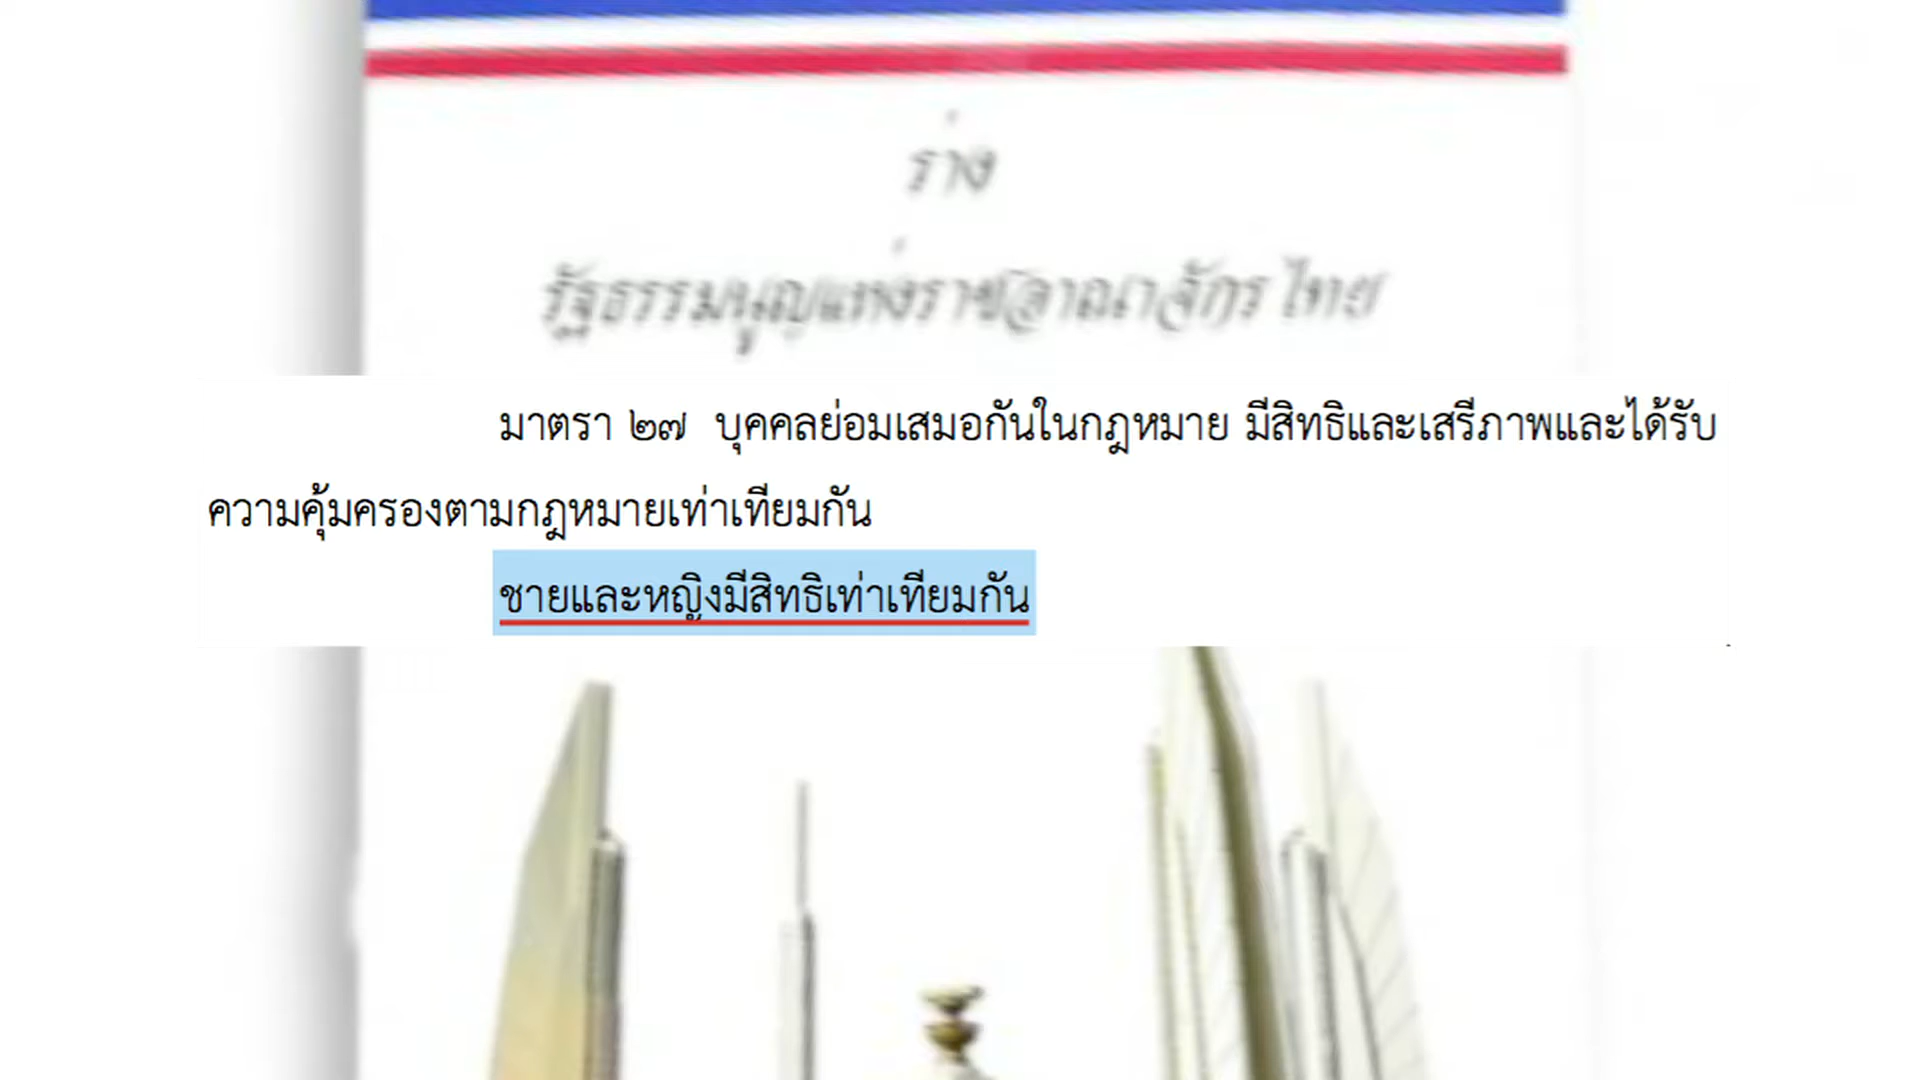 ร่าง
รัฐธรรมนูญแห่งราชอาณาจักรไทย
มาตรา ๒๗ บุคคลย่อมเสมอกันในกฎหมาย มีสิทธิและเสรีภาพและได้รับ
ความคุ้มครองตามกฎหมายเท่าเทียมกัน
ชายและหญิงมีสิทธิเท่าเทียมกัน